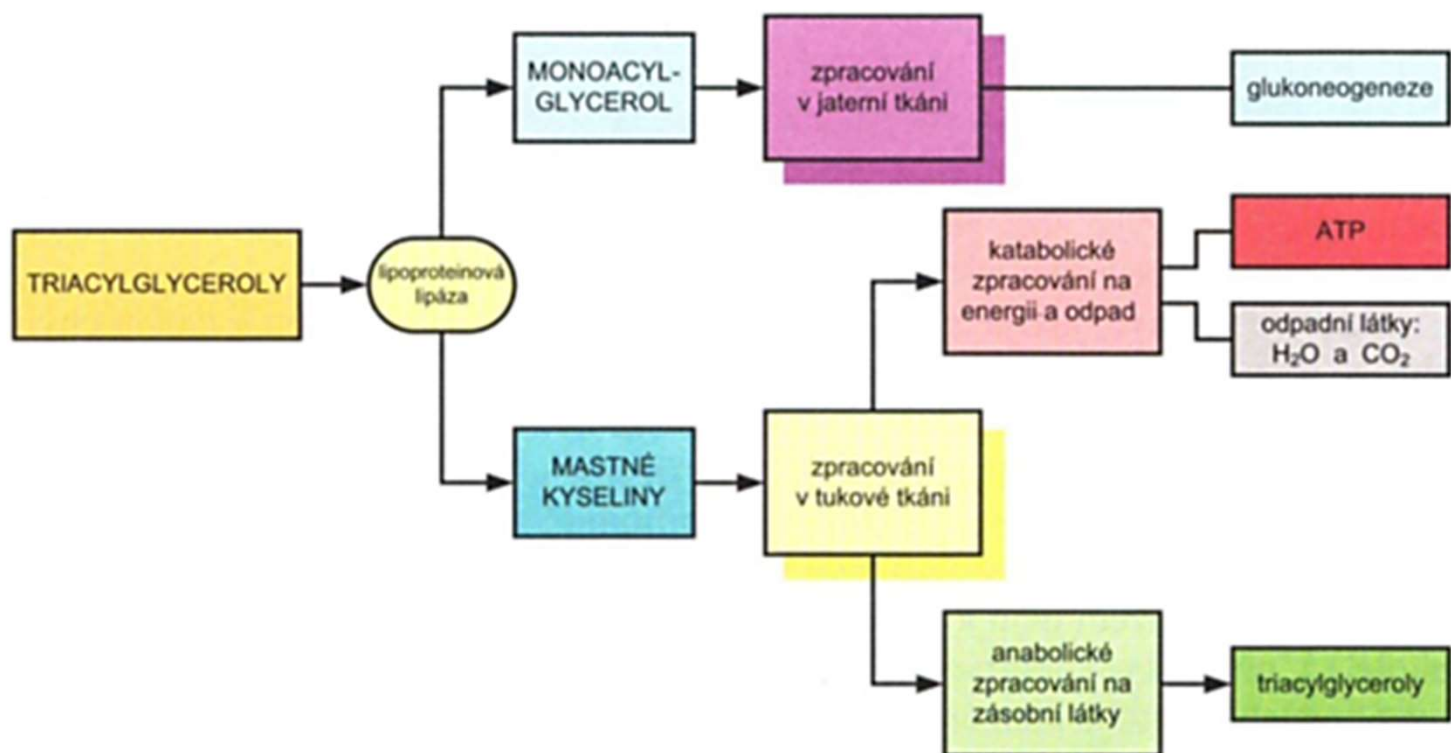 MONOACYL-
GLYCEROL
zpracování
v jaterní tkáni
glukoneogeneze
TRIACYLGLYCEROLY
lipoproteinová
lipáza
katabolické
zpracování na
energii a odpad
ATP
odpadní látky:
H₂O a CO₂
MASTNÉ
KYSELINY
zpracování
v tukové tkáni
anabolické
zpracování na
zásobní látky
triacylglyceroly